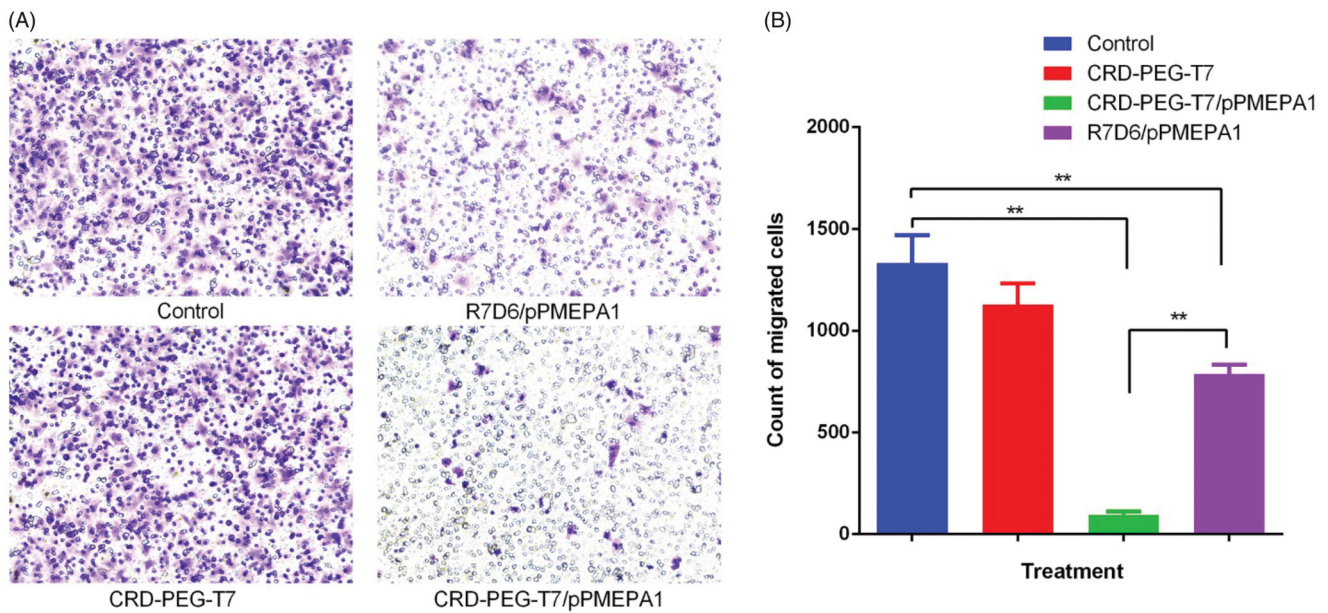 (A)
Control
R7D6/pPMEPA1
CRD-PEG-T7
CRD-PEG-T7/pPMEPA1
(B)
Control
CRD-PEG-T7
CRD-PEG-T7/pPMEPA1
R7D6/pPMEPA1
Count of migrated cells
2000
1500
1000
500
0
**
**
**
Treatment